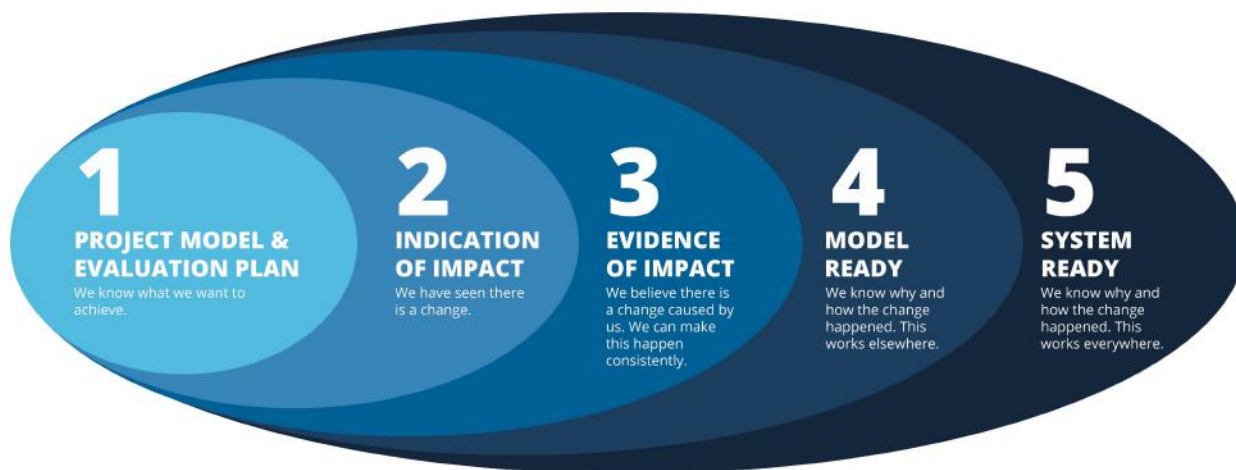 1
PROJECT MODEL &
EVALUATION PLAN
We know what we want to
achieve.
2
INDICATION
OF IMPACT
We have seen there
is a change.
3
EVIDENCE
OF IMPACT
We believe there is
a change caused by
us. We can make
this happen
consistently.
4
MODEL
READY
We know why and
how the change
happened. This
works elsewhere.
5
SYSTEM
READY
We know why and
how the change
happened. This
works everywhere.